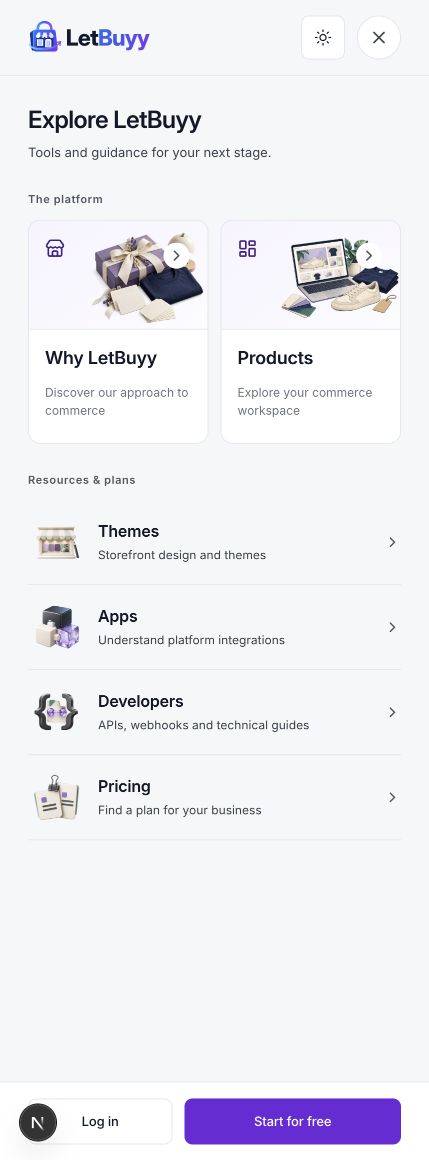 LetBuyy
Explore LetBuyy
Tools and guidance for your next stage.
The platform
Why LetBuyy
Discover our approach to
commerce
Products
Explore your commerce
workspace
Resources & plans
Themes
Storefront design and themes
Apps
Understand platform integrations
Developers
APIs, webhooks and technical guides
Pricing
Find a plan for your business
N
Log in
Start for free